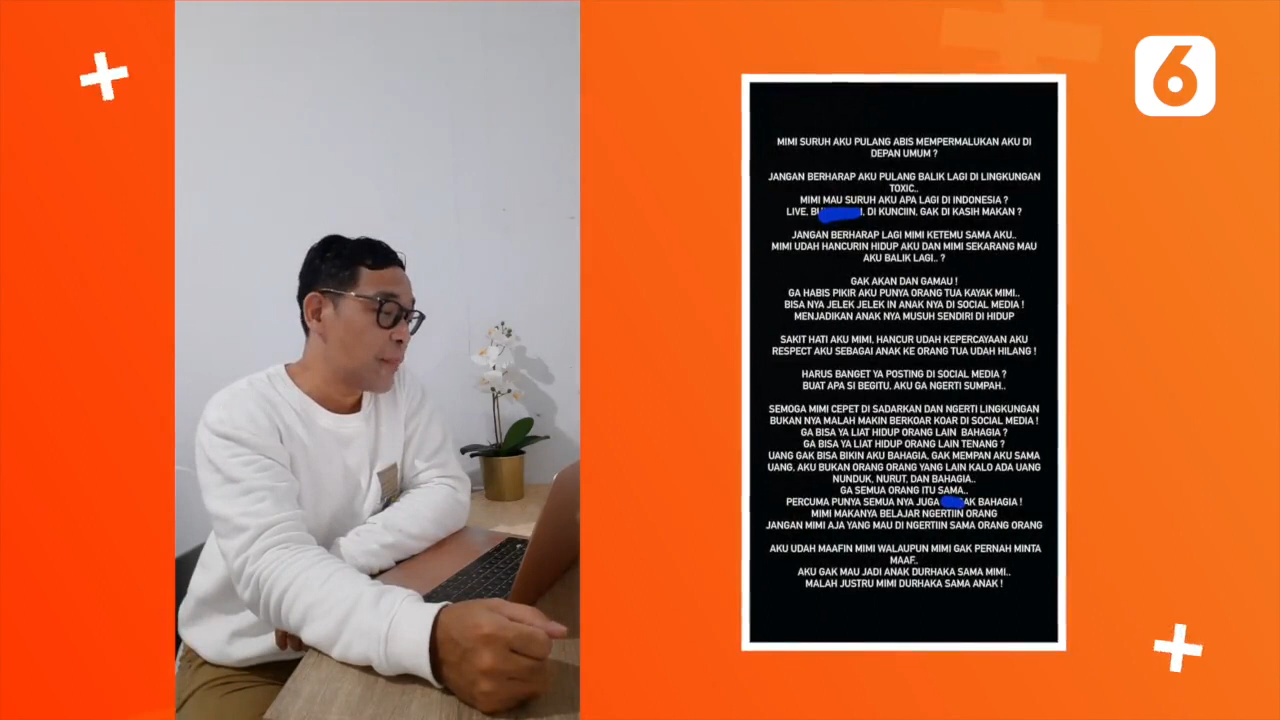 6
MIMI SURUH AKU PULANG ABIS MEMPERMALUKAN AKU DI
DEPAN UMUM ?
JANGAN BERHARAP AKU PULANG BALIK LAGI DI LINGKUNGAN
TOXIC..
MIMI MAU SURUH AKU APA LAGI DI INDONESIA ?
LIVE, , DI KUNCIIN, GAK DI KASIH MAKAN ?
JANGAN BERHARAP LAGI MIMI KETEMU SAMA AKU..
MIMI UDAH HANCURIN HIDUP AKU DAN MIMI SEKARANG MAU
AKU BALIK LAGI.. ?
GAK AKAN DAN GAMAU !
GA HABIS PIKIR AKU PUNYA ORANG TUA KAYAK MIMI..
BISA NYA JELEK JELEK IN ANAK NYA DI SOCIAL MEDIA !
MENJADIKAN ANAK NYA MUSUH SENDIRI DI HIDUP
SAKIT HATI AKU MIMI, HANCUR UDAH KEPERCAYAAN AKU
RESPECT AKU SEBAGAI ANAK KE ORANG TUA UDAH HILANG !
HARUS BANGET YA POSTING DI SOCIAL MEDIA ?
BUAT APA SI BEGITU, AKU GA NGERTI SUMPAH..
SEMOGA MIMI CEPET DI SADARKAN DAN NGERTI LINGKUNGAN
BUKAN NYA MALAH MAKIN BERKOAR KOAR DI SOCIAL MEDIA !
GA BISA YA LIAT HIDUP ORANG LAIN BAHAGIA ?
GA BISA YA LIAT HIDUP ORANG LAIN TENANG ?
UANG GAK BISA BIKIN AKU BAHAGIA, GAK MEMPAN AKU SAMA
UANG, AKU BUKAN ORANG ORANG YANG LAIN KALO ADA UANG
NUNDUK, NURUT, DAN BAHAGIA..
GA SEMUA ORANG ITU SAMA..
PERCUMA PUNYA SEMUA NYA JUGA BAHAGIA !
MIMI MAKANYA BELAJAR NGERTIIN ORANG
JANGAN MIMI AJA YANG MAU DI NGERTIIN SAMA ORANG ORANG
AKU UDAH MAAFIN MIMI WALAUPUN MIMI GAK PERNAH MINTA
MAAF..
AKU GAK MAU JADI ANAK DURHAKA SAMA MIMI..
MALAH JUSTRU MIMI DURHAKA SAMA ANAK !